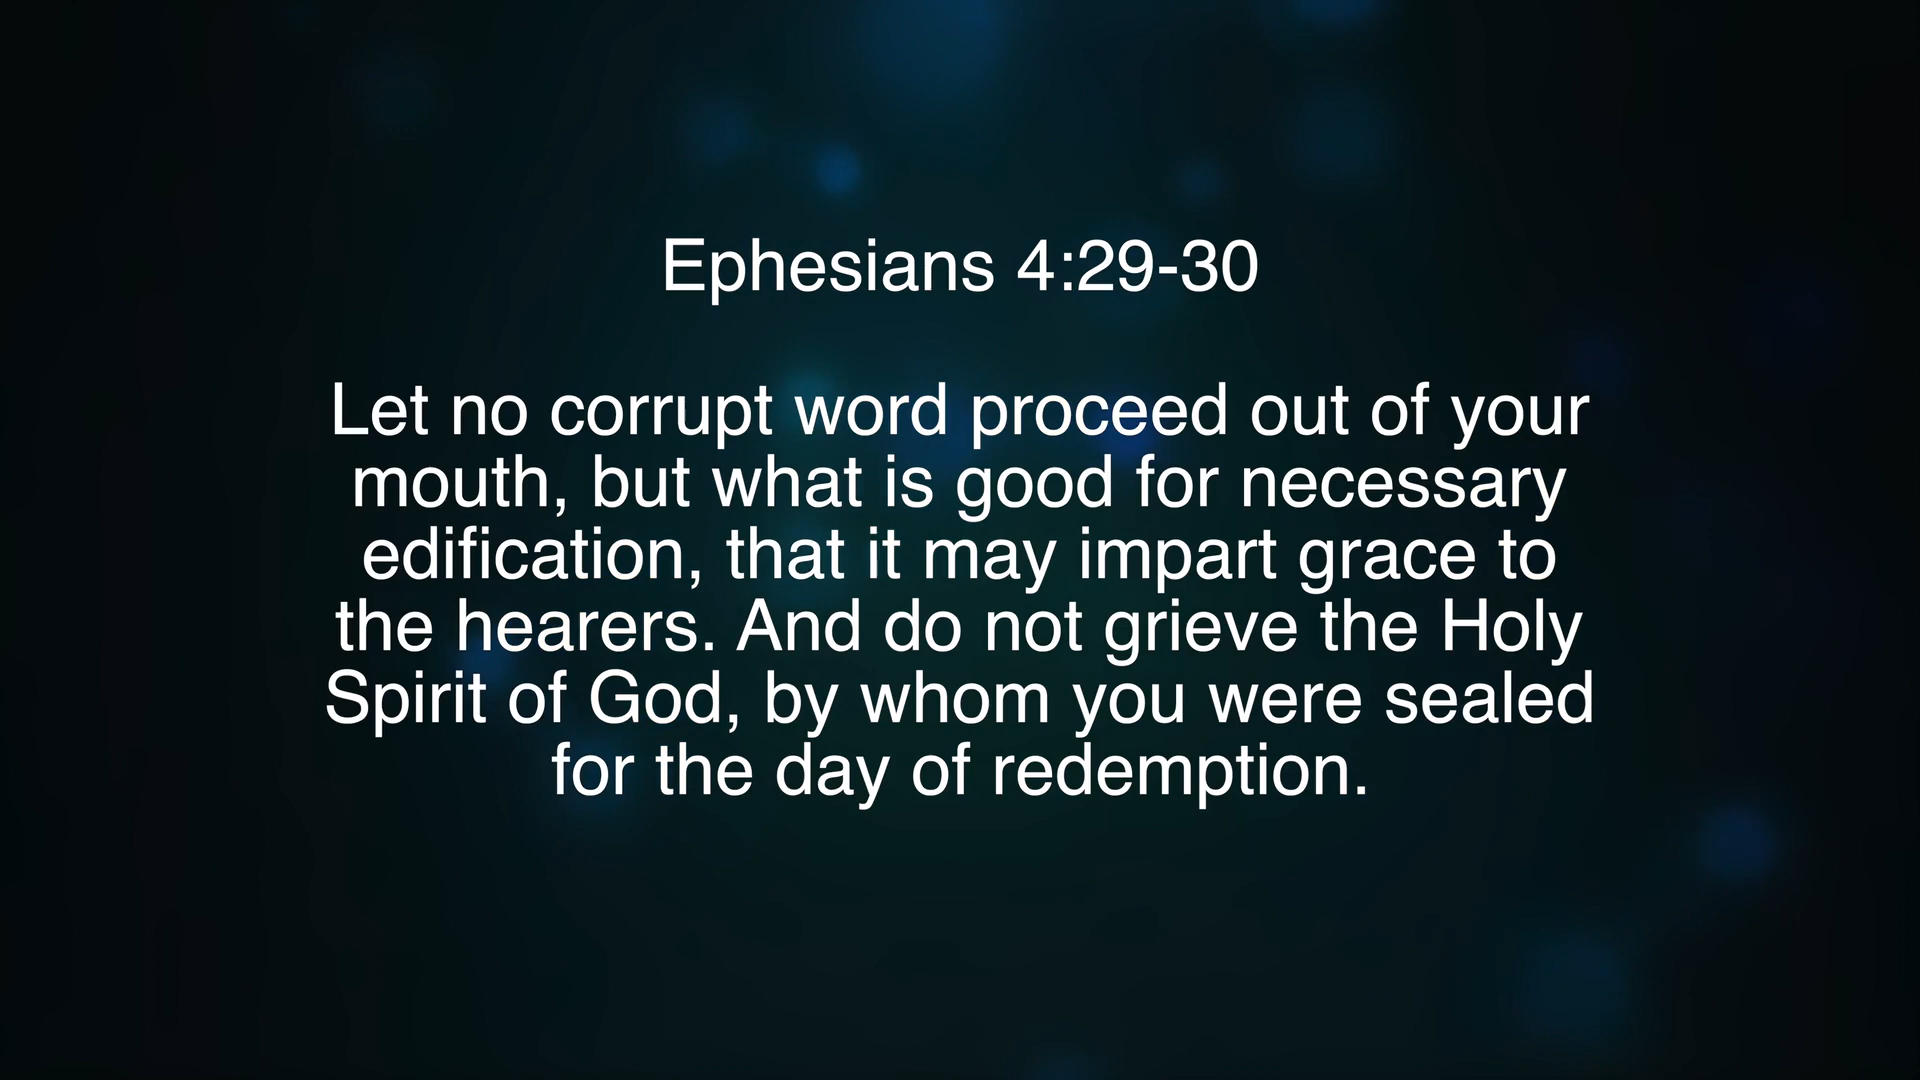 Ephesians 4:29-30
Let no corrupt word proceed out of your
mouth, but what is good for necessary
edification, that it may impart grace to
the hearers. And do not grieve the Holy
Spirit of God, by whom you were sealed
for the day of redemption.